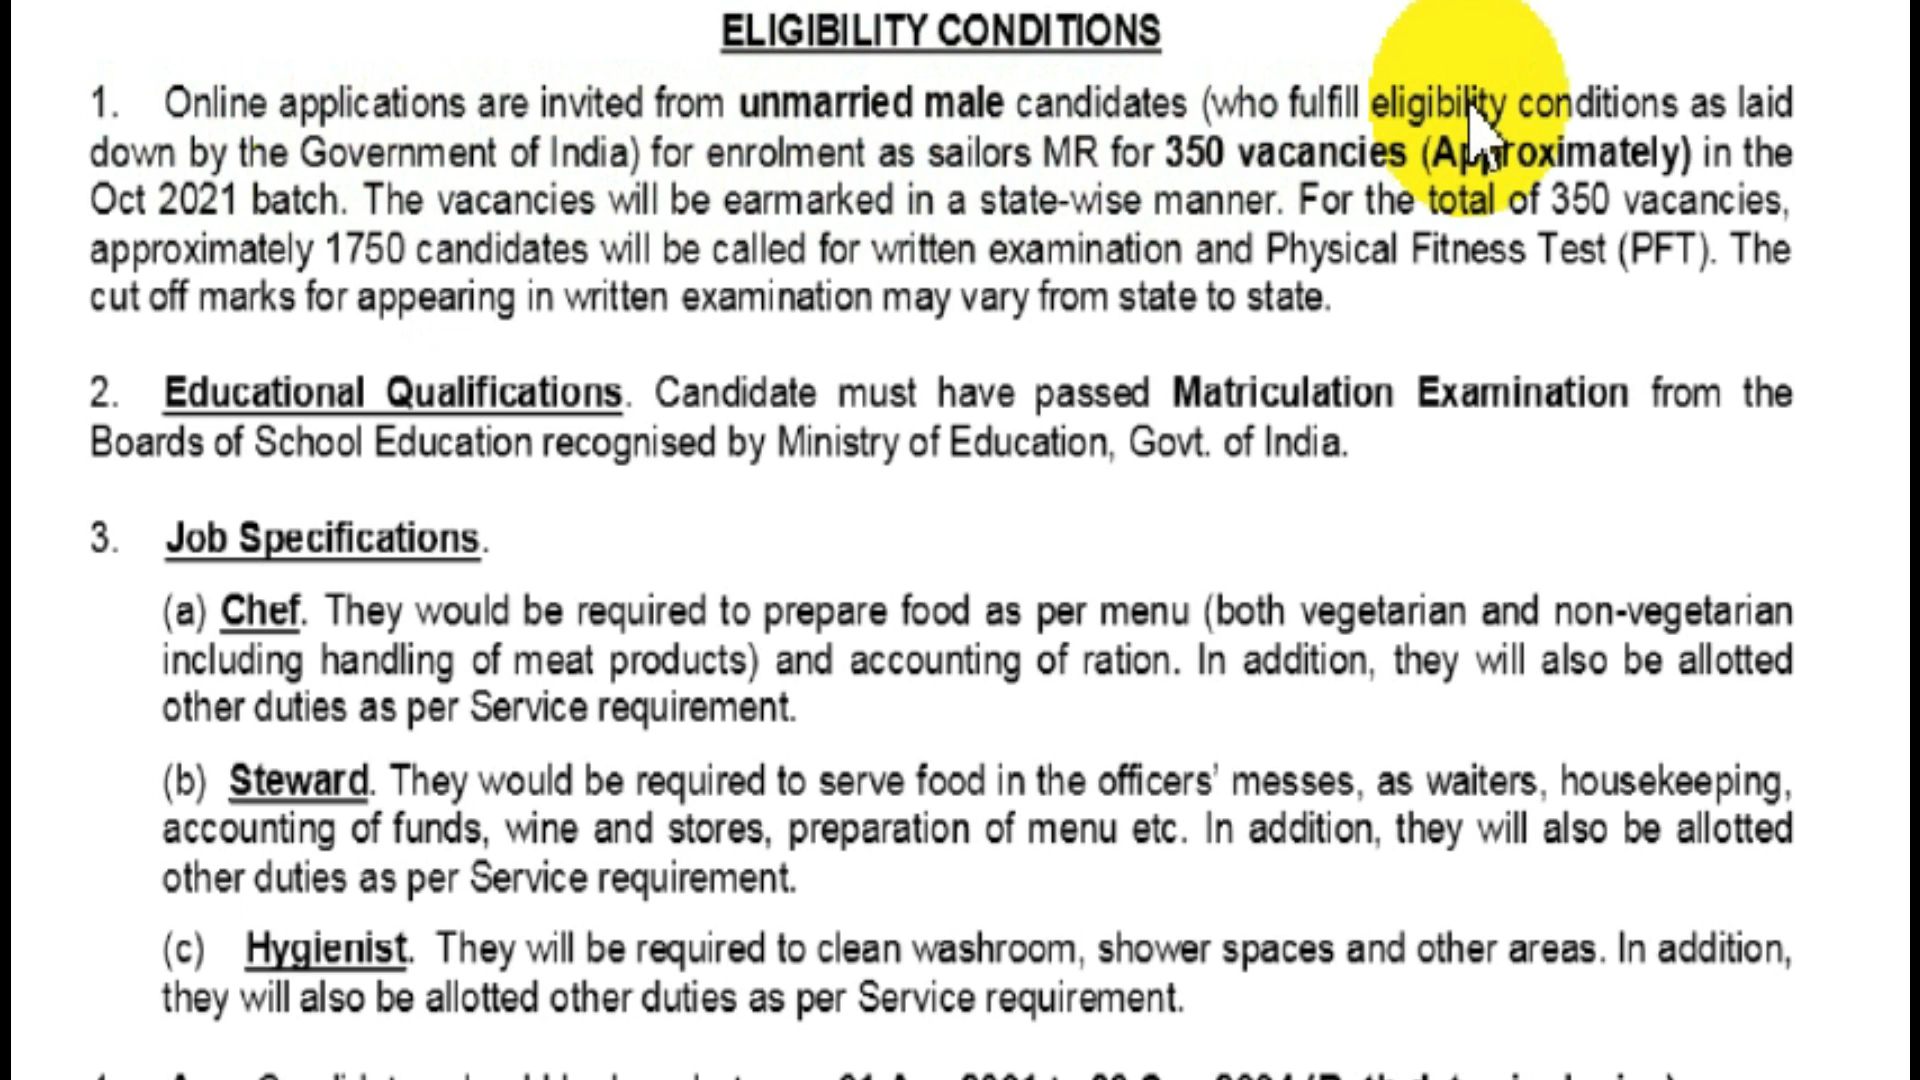 ELIGIBILITY CONDITIONS
1. Online applications are invited from unmarried male candidates (who fulfill eligibility conditions as laid
down by the Government of India) for enrolment as sailors MR for 350 vacancies (Approximately) in the
Oct 2021 batch. The vacancies will be earmarked in a state-wise manner. For the total of 350 vacancies,
approximately 1750 candidates will be called for written examination and Physical Fitness Test (PFT). The
cut off marks for appearing in written examination may vary from state to state.
2. Educational Qualifications. Candidate must have passed Matriculation Examination from the
Boards of School Education recognised by Ministry of Education, Govt. of India.
3. Job Specifications.
(a) Chef. They would be required to prepare food as per menu (both vegetarian and non-vegetarian
including handling of meat products) and accounting of ration. In addition, they will also be allotted
other duties as per Service requirement.
(b) Steward. They would be required to serve food in the officers' messes, as waiters, housekeeping,
accounting of funds, wine and stores, preparation of menu etc. In addition, they will also be allotted
other duties as per Service requirement.
(c) Hygienist. They will be required to clean washroom, shower spaces and other areas. In addition,
they will also be allotted other duties as per Service requirement.